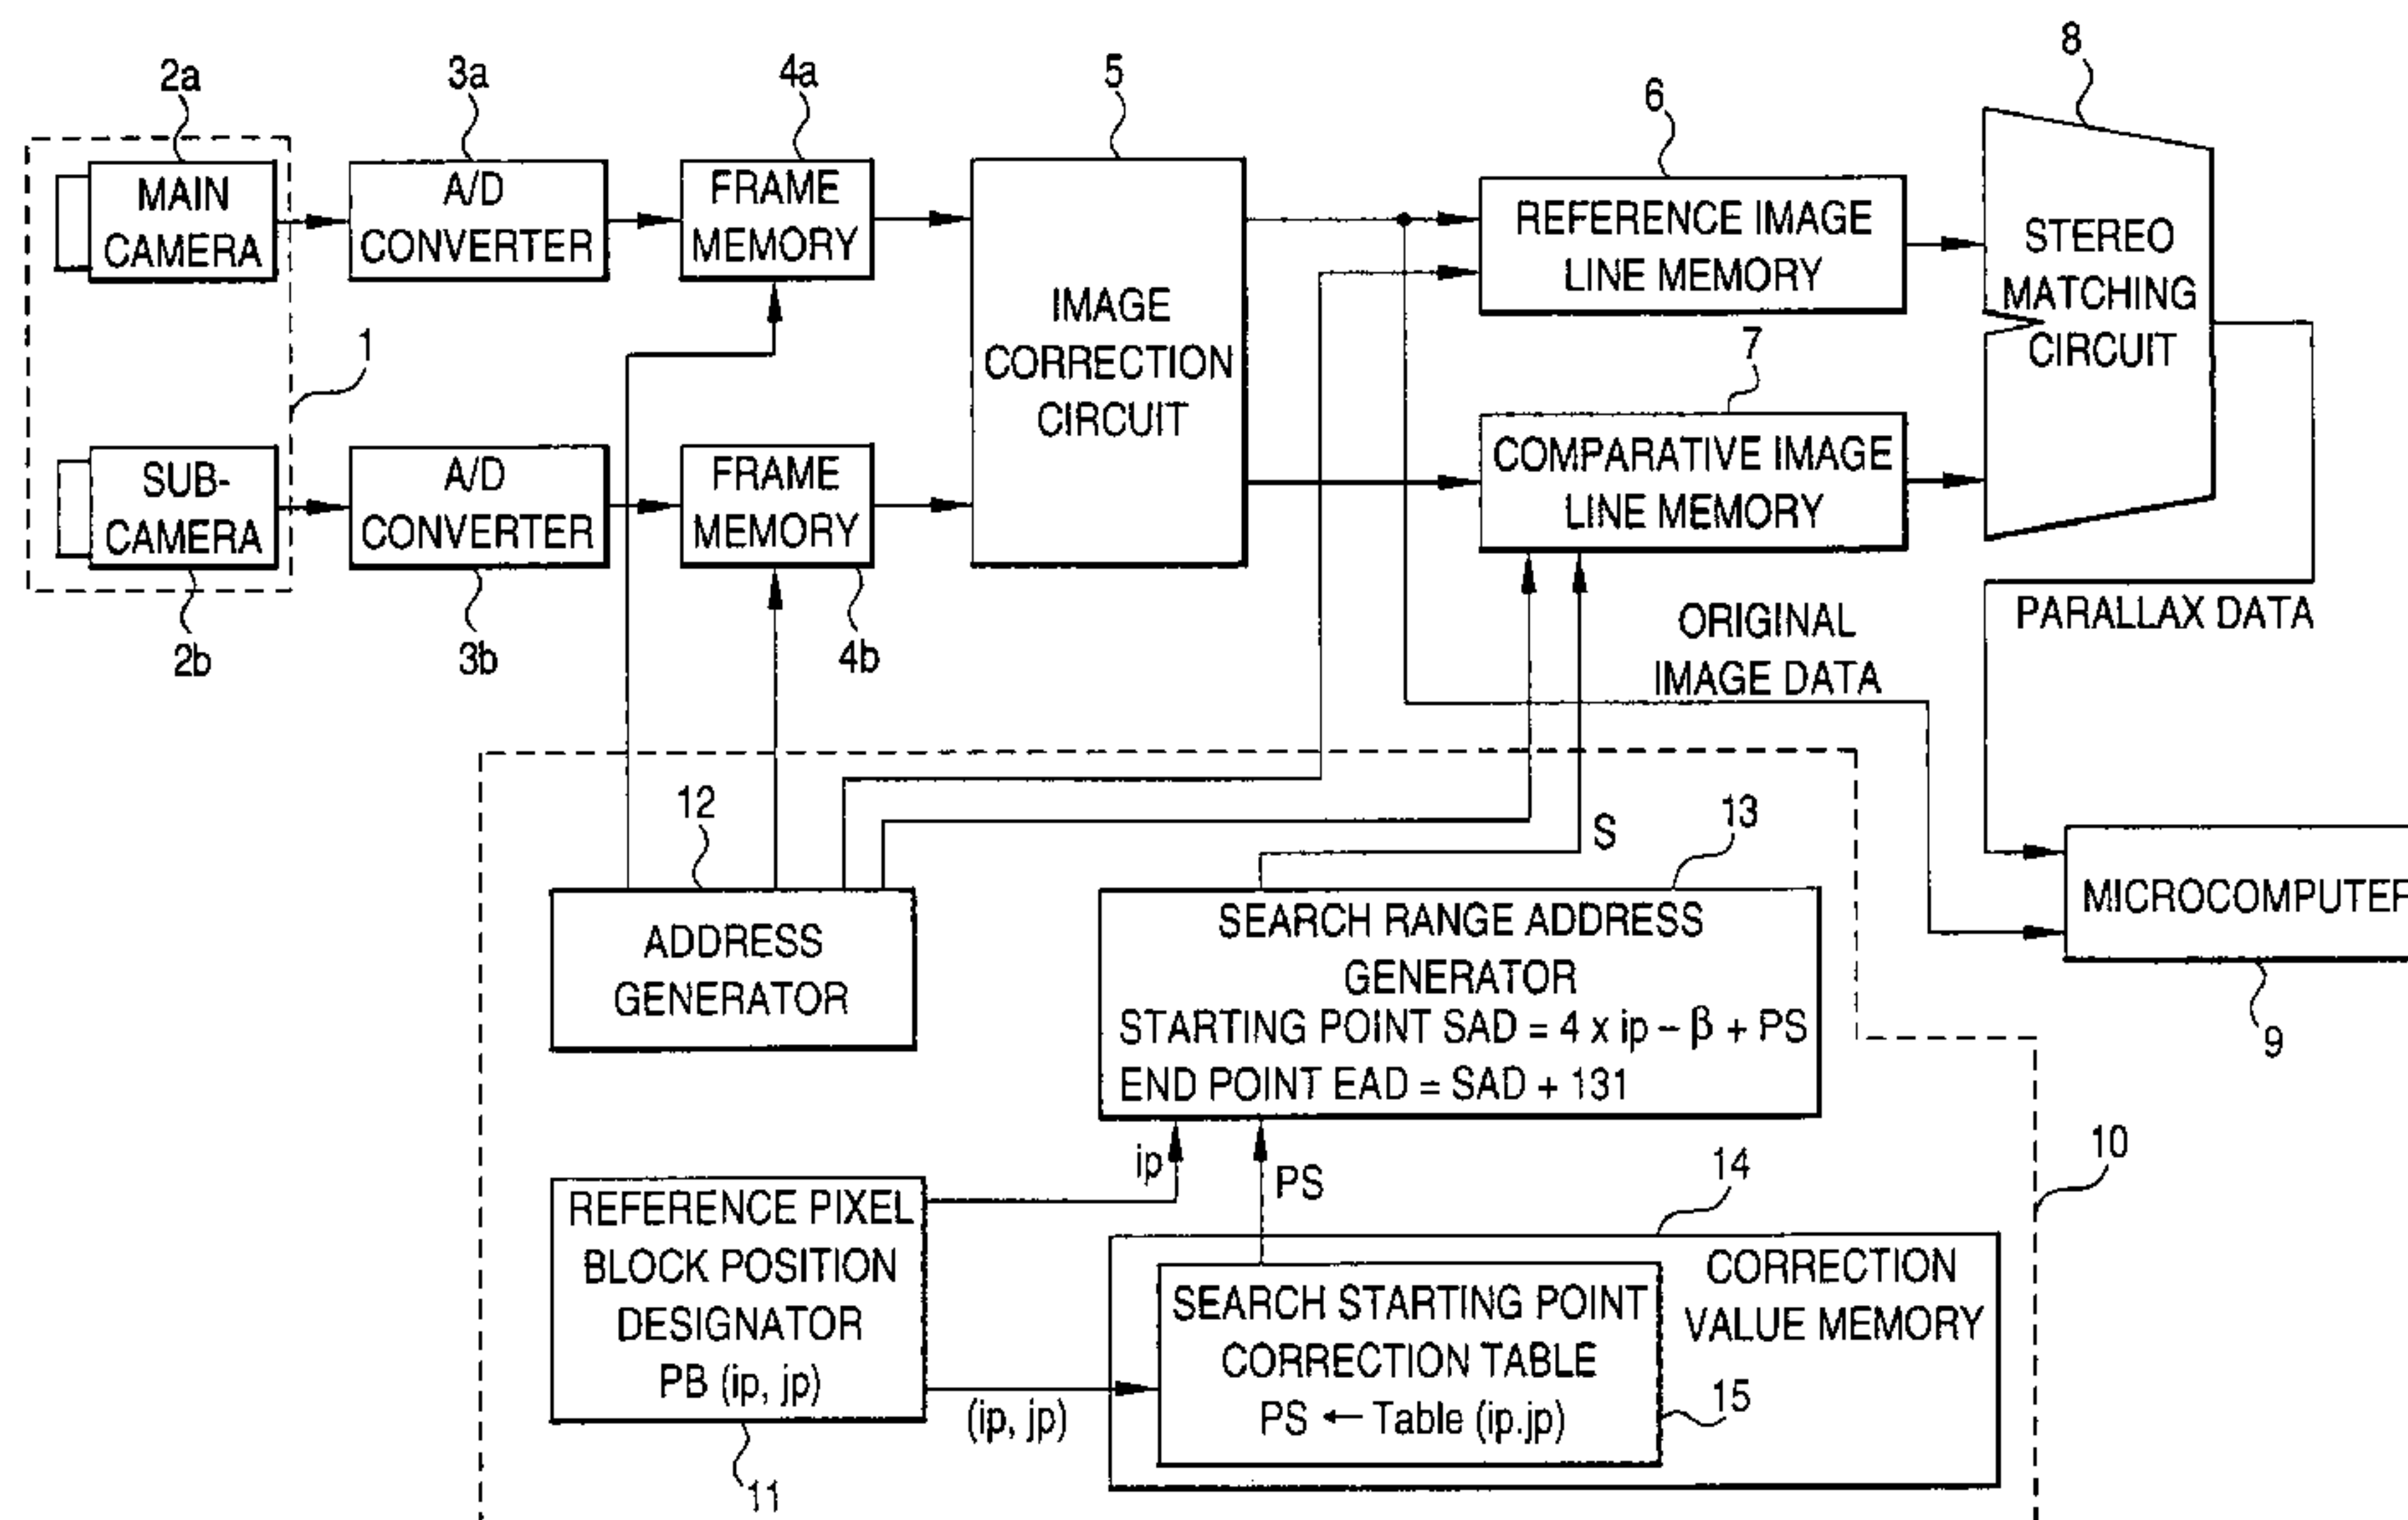 2a
3a
4a
5
6
8
MAIN
CAMERA
A/D
CONVERTER
FRAME
MEMORY
IMAGE
CORRECTION
CIRCUIT
REFERENCE IMAGE
LINE MEMORY
STEREO
MATCHING
CIRCUIT
1
7
SUB-
CAMERA
A/D
CONVERTER
FRAME
MEMORY
COMPARATIVE IMAGE
LINE MEMORY
2b
3b
4b
ORIGINAL
IMAGE DATA
PARALLAX DATA
12
S
13
ADDRESS
GENERATOR
SEARCH RANGE ADDRESS
GENERATOR
STARTING POINT SAD = 4 x ip – β + PS
END POINT EAD = SAD + 131
MICROCOMPUTER
9
ip
PS
14
10
REFERENCE PIXEL
BLOCK POSITION
DESIGNATOR
PB (ip, jp)
(ip, jp)
11
SEARCH STARTING POINT
CORRECTION TABLE
PS ← Table (ip.jp)
CORRECTION
VALUE MEMORY
15